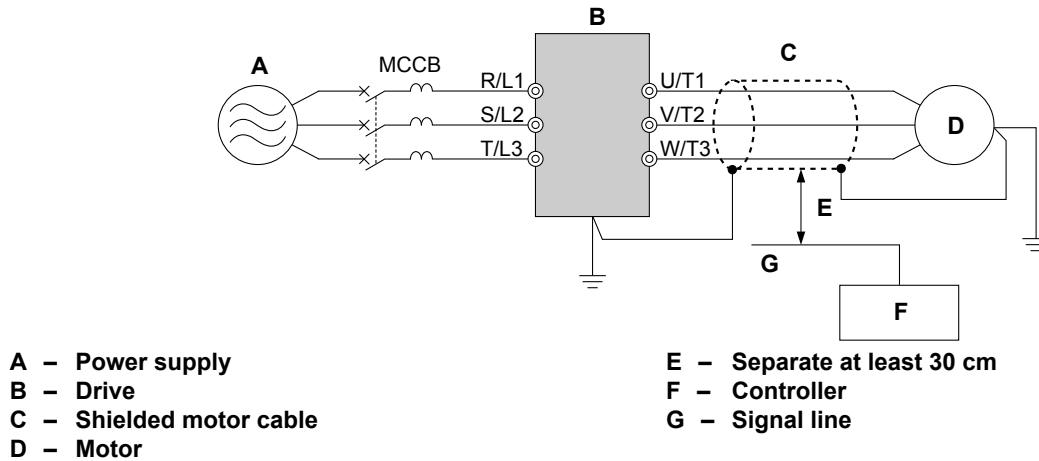 B
A
C
MCCB
R/L1
U/T1
S/L2
V/T2
D
T/L3
W/T3
E
G
F
A – Power supply
B – Drive
C – Shielded motor cable
D – Motor
E – Separate at least 30 cm
F – Controller
G – Signal line